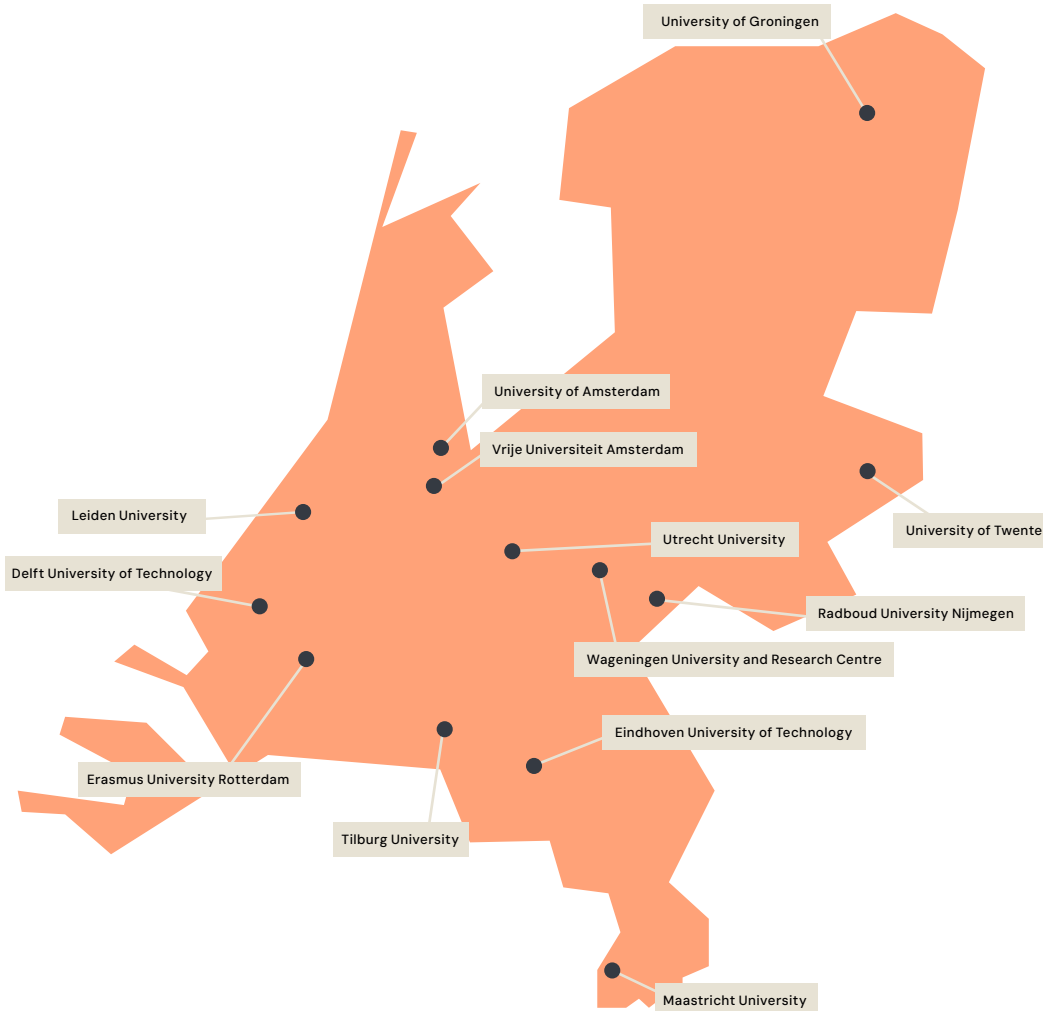 University of Groningen
University of Amsterdam
Vrije Universiteit Amsterdam
Leiden University
University of Twente
Utrecht University
Delft University of Technology
Radboud University Nijmegen
Wageningen University and Research Centre
Eindhoven University of Technology
Erasmus University Rotterdam
Tilburg University
Maastricht University